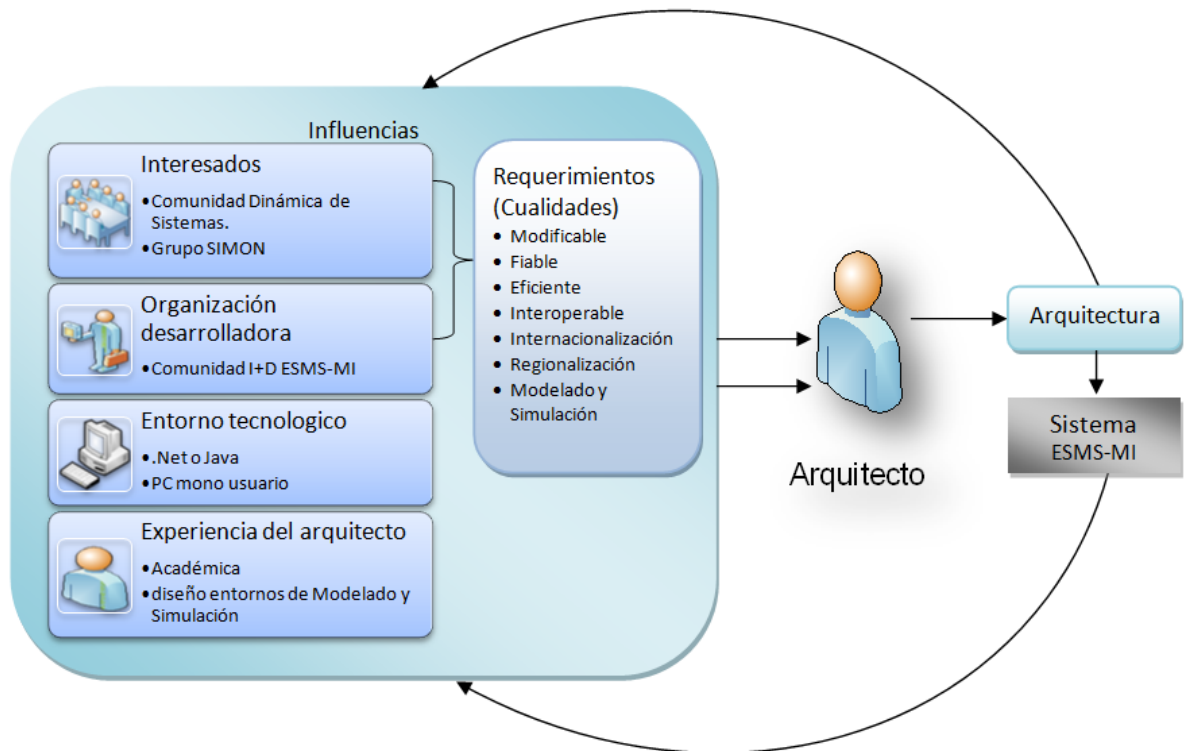 Influencias
Interesados
•Comunidad Dinámica de
Sistemas.
•Grupo SIMON
Organización
desarrolladora
•Comunidad I+D ESMS-MI
Entorno tecnologico
•.Net o Java
•PC mono usuario
Experiencia del arquitecto
•Académica
•diseño entornos de Modelado y
Simulación
Requerimientos
(Cualidades)
• Modificable
• Fiable
• Eficiente
• Interoperable
• Internacionalización
• Regionalización
• Modelado y
Simulación
Arquitecto
Arquitectura
Sistema
ESMS-MI